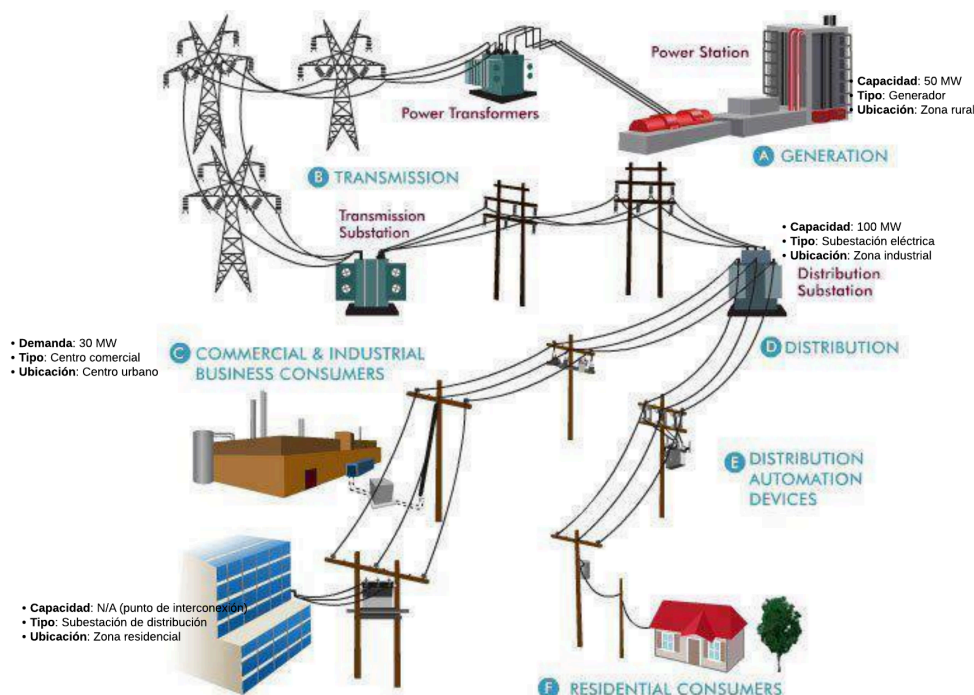 Power Station
• Capacidad: 50 MW
• Tipo: Generador
• Ubicación: Zona rural
Power Transformers
A GENERATION
B TRANSMISSION
Transmission
Substation
• Capacidad: 100 MW
• Tipo: Subestación eléctrica
• Ubicación: Zona industrial
Distribution
Substation
• Demanda: 30 MW
• Tipo: Centro comercial
• Ubicación: Centro urbano
C COMMERCIAL & INDUSTRIAL
BUSINESS CONSUMERS
D DISTRIBUTION
E DISTRIBUTION
AUTOMATION
DEVICES
• Capacidad: N/A (punto de interconexión)
• Tipo: Subestación de distribución
• Ubicación: Zona residencial
F RESIDENTIAL CONSUMERS